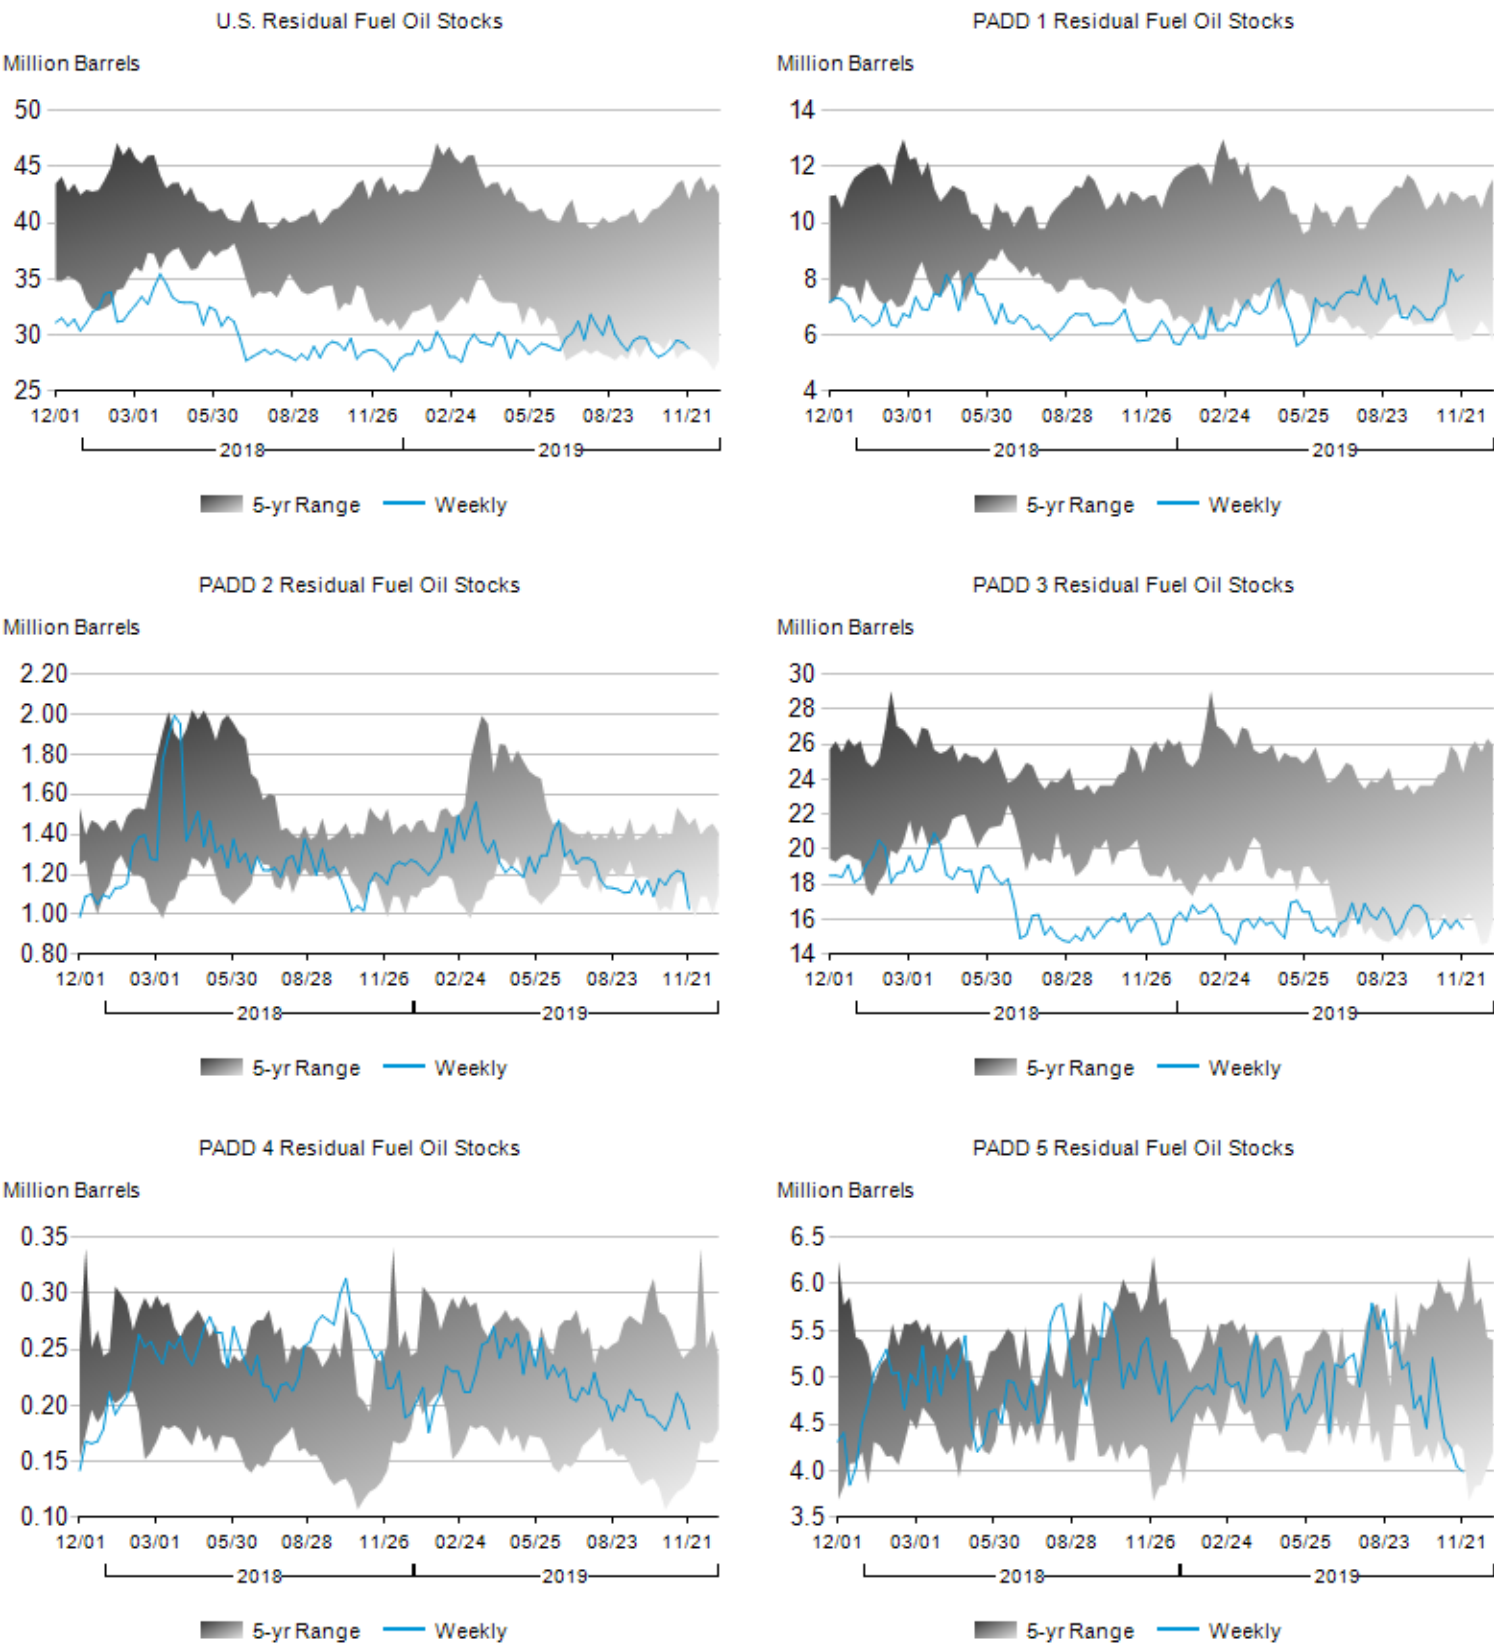 U.S. Residual Fuel Oil Stocks
Million Barrels
50
45
40
35
30
25
12/01 03/01 05/30 08/28 11/26 02/24 05/25 08/23 11/21
2018 2019
5-yr Range Weekly
PADD 1 Residual Fuel Oil Stocks
Million Barrels
14
12
10
8
6
4
12/01 03/01 05/30 08/28 11/26 02/24 05/25 08/23 11/21
2018 2019
5-yr Range Weekly
PADD 2 Residual Fuel Oil Stocks
Million Barrels
2.20
2.00
1.80
1.60
1.40
1.20
1.00
0.80
12/01 03/01 05/30 08/28 11/26 02/24 05/25 08/23 11/21
2018 2019
5-yr Range Weekly
PADD 3 Residual Fuel Oil Stocks
Million Barrels
30
28
26
24
22
20
18
16
14
12/01 03/01 05/30 08/28 11/26 02/24 05/25 08/23 11/21
2018 2019
5-yr Range Weekly
PADD 4 Residual Fuel Oil Stocks
Million Barrels
0.35
0.30
0.25
0.20
0.15
0.10
12/01 03/01 05/30 08/28 11/26 02/24 05/25 08/23 11/21
2018 2019
5-yr Range Weekly
PADD 5 Residual Fuel Oil Stocks
Million Barrels
6.5
6.0
5.5
5.0
4.5
4.0
3.5
12/01 03/01 05/30 08/28 11/26 02/24 05/25 08/23 11/21
2018 2019
5-yr Range Weekly